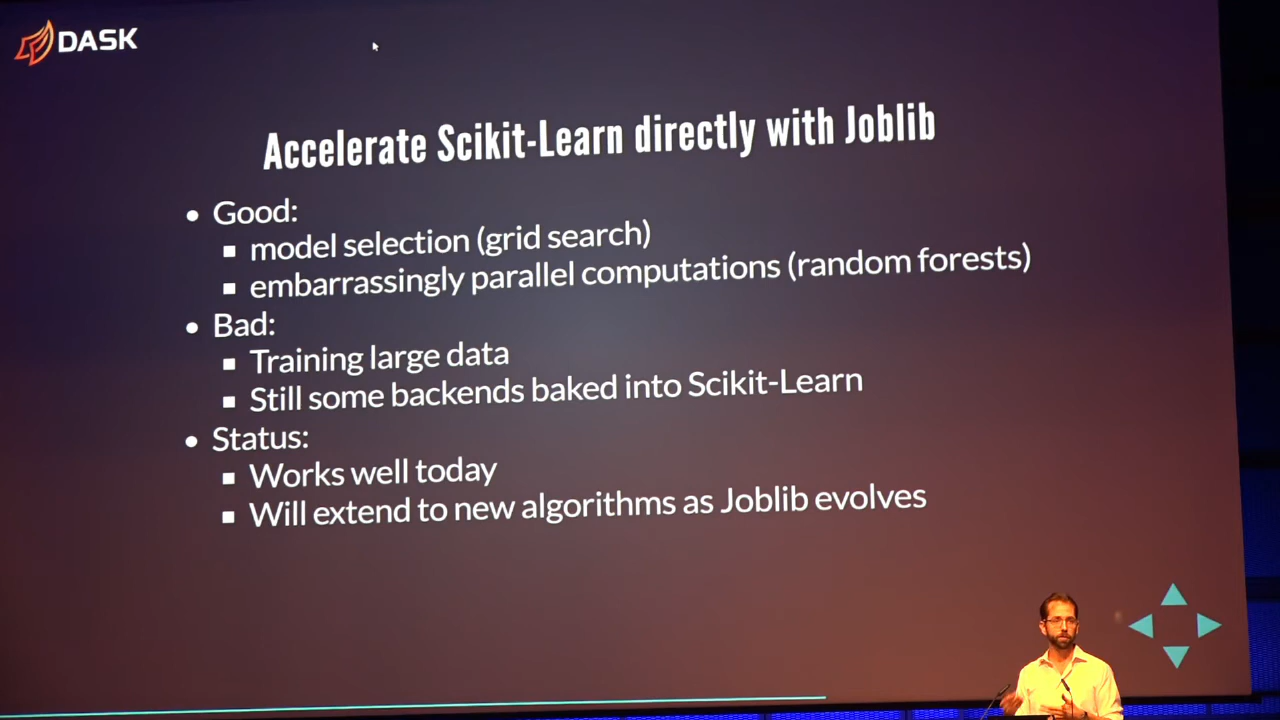 DASK
Accelerate Scikit-Learn directly with Joblib
Good:
model selection (grid search)
embarrassingly parallel computations (random forests)
Bad:
Training large data
Still some backends baked into Scikit-Learn
Status:
Works well today
Will extend to new algorithms as Joblib evolves